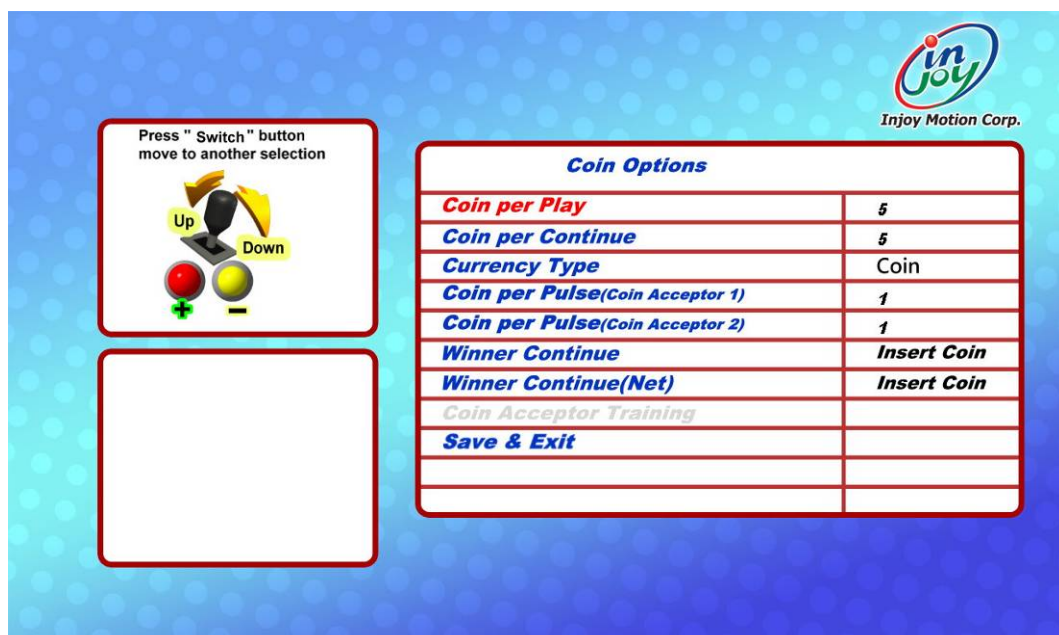 in
joy
Injoy Motion Corp.
Press " Switch " button
move to another selection
Up
Down
+
−
Coin Options
Coin per Play 5
Coin per Continue 5
Currency Type Coin
Coin per Pulse(Coin Acceptor 1) 1
Coin per Pulse(Coin Acceptor 2) 1
Winner Continue Insert Coin
Winner Continue(Net) Insert Coin
Coin Acceptor Training
Save & Exit